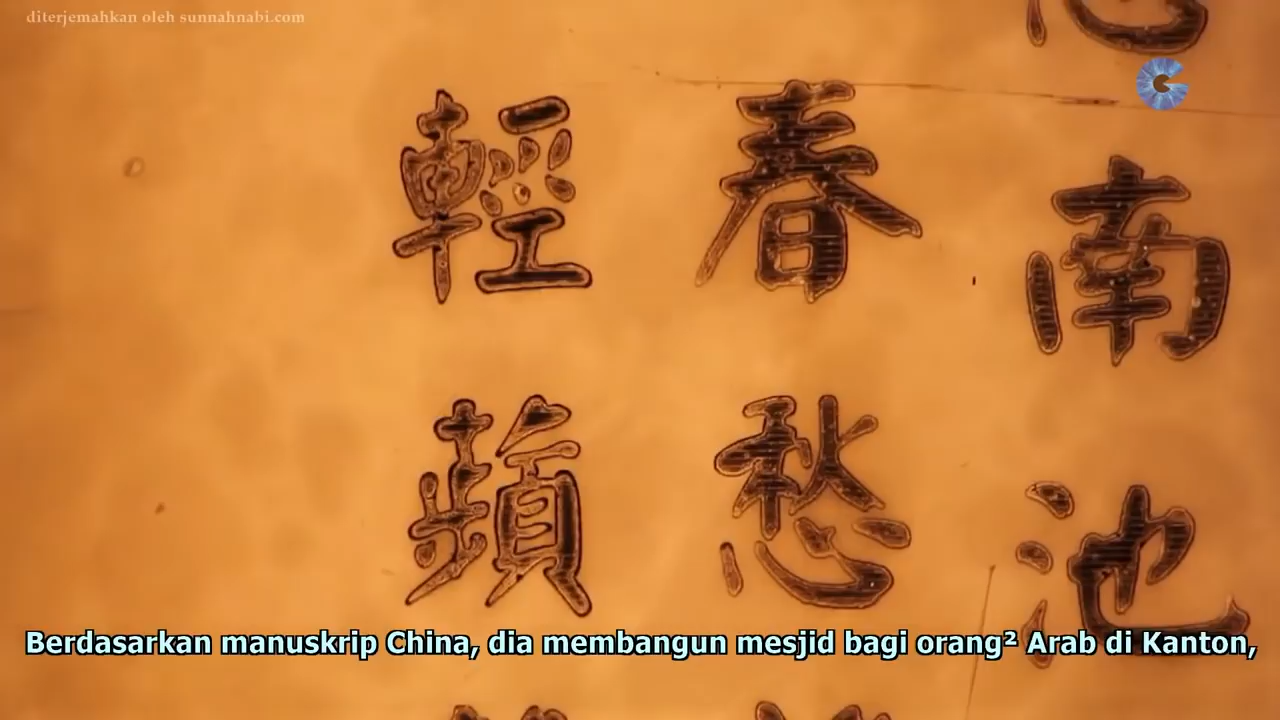 diterjemahkan oleh sunnahnabi.com
南池
春愁
輕蘋
Berdasarkan manuskrip China, dia membangun mesjid bagi orang² Arab di Kanton,